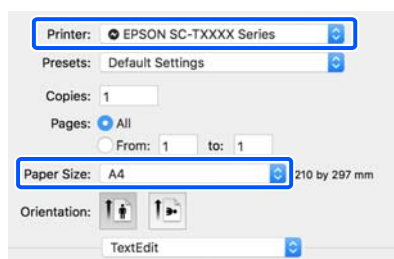 Printer: EPSON SC-TXXXX Series
Presets: Default Settings
Copies: 1
Pages: All
From: 1 to: 1
Paper Size: A4 210 by 297 mm
Orientation:
TextEdit